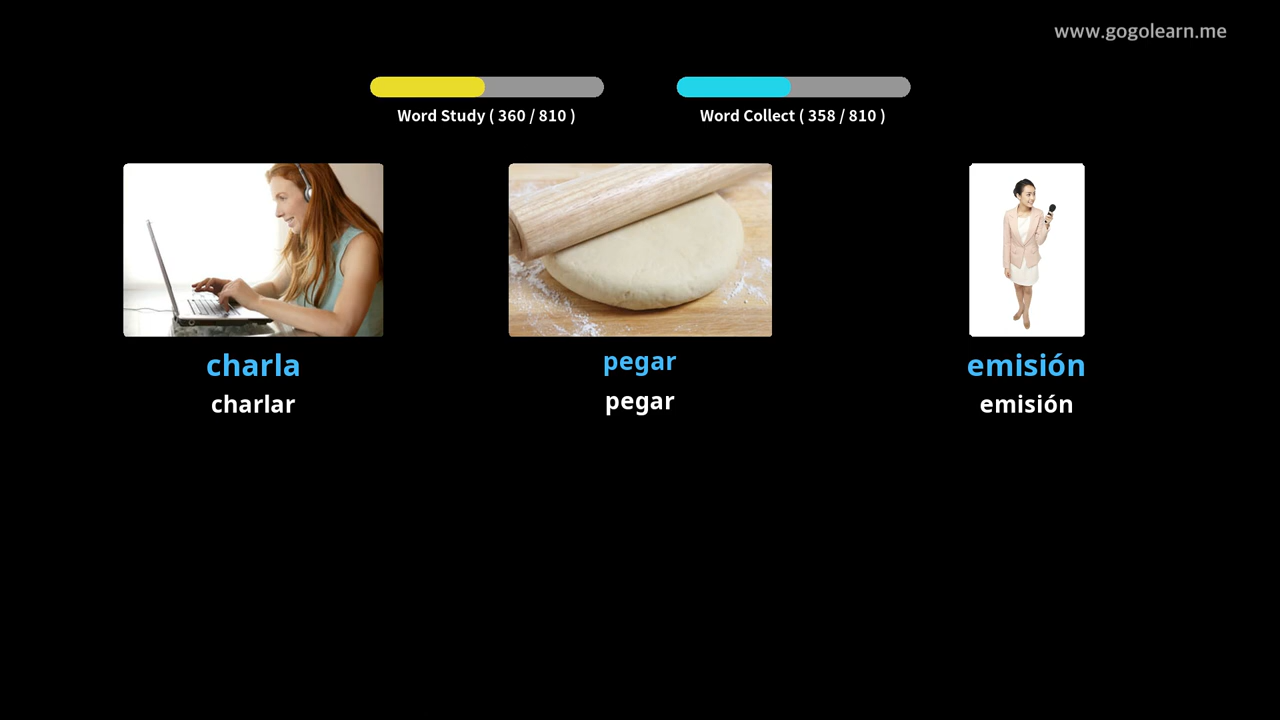 www.gogolearn.me
Word Study ( 360 / 810 )
Word Collect ( 358 / 810 )
charla
charlar
pegar
pegar
emisión
emisión